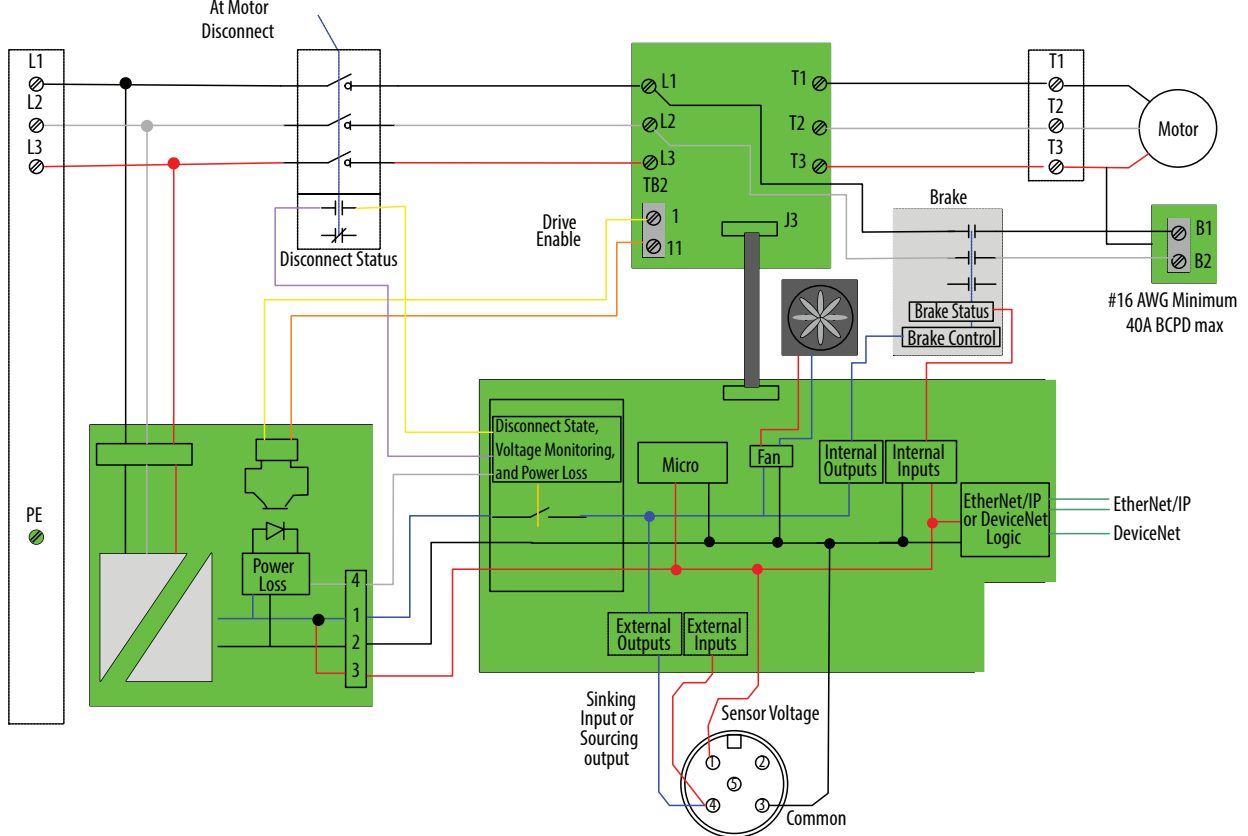 At Motor
Disconnect
L1
L2
L3
PE
Disconnect Status
L1
L2
L3
TB2
1
11
Drive
Enable
J3
T1
T2
T3
T1
T2
T3
Motor
Brake
Brake Status
Brake Control
B1
B2
#16 AWG Minimum
40A BCPD max
Power
Loss
4
1
2
3
Disconnect State,
Voltage Monitoring,
and Power Loss
Micro
Fan
Internal
Outputs
Internal
Inputs
EtherNet/IP
or DeviceNet
Logic
EtherNet/IP
DeviceNet
External
Outputs
External
Inputs
Sinking
Input or
Sourcing
output
Sensor Voltage
1
2
5
4
3
Common